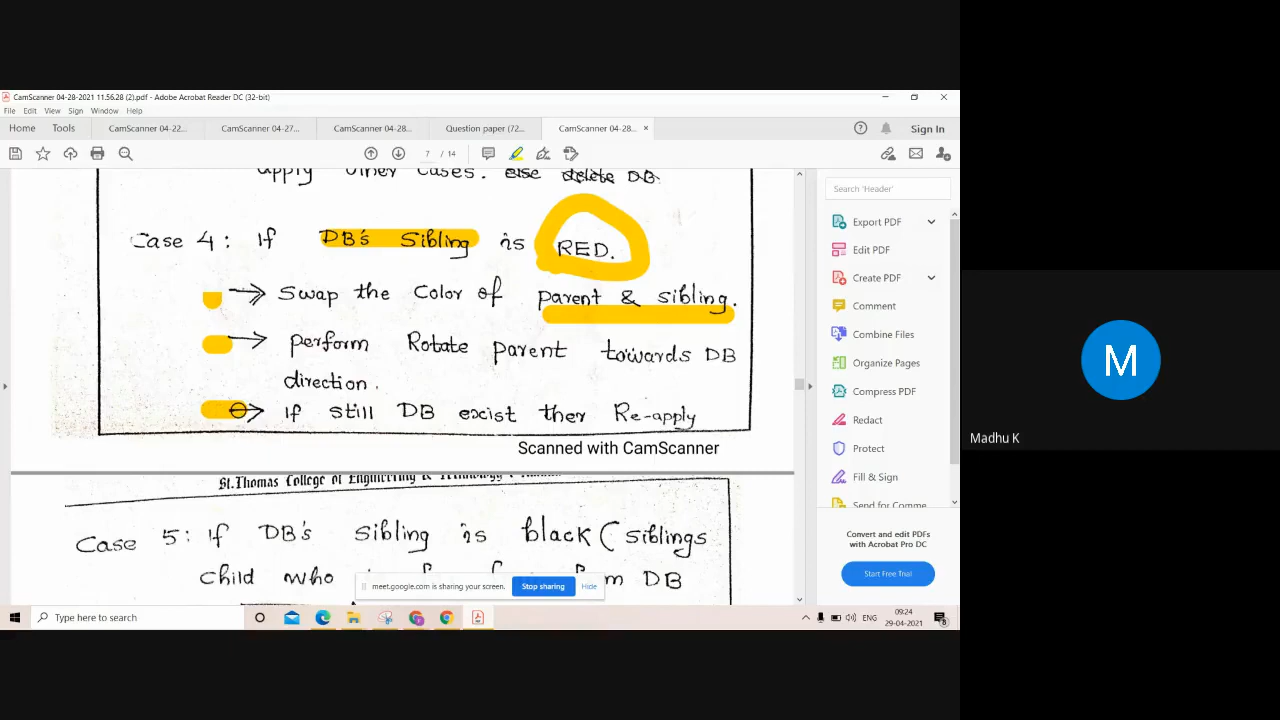 CamScanner 04-28-2021 11.56.28 (2).pdf - Adobe Acrobat Reader DC (32-bit)
File Edit View Sign Window Help
Home Tools CamScanner 04-22... CamScanner 04-27... CamScanner 04-28... Question paper (72... CamScanner 04-28... × Sign In
7 / 14
apply other cases. else delete DB.
Case 4: If DB's Sibling is RED.
→ Swap the Color of parent & sibling.
→ perform Rotate parent towards DB
direction.
→ if still DB excist then Re-apply
Scanned with CamScanner
St.Thomas College of Engineering &
Case 5: if DB's sibling is black (siblings
child who DB
meet.google.com is sharing your screen. Stop sharing Hide
Search 'Header'
Export PDF
Edit PDF
Create PDF
Comment
Combine Files
Organize Pages
Compress PDF
Redact
Protect
Fill & Sign
Send for Comme
Convert and edit PDFs
with Acrobat Pro DC
Start Free Trial
Type here to search
ENG
09:24
29-04-2021
8
M
Madhu K